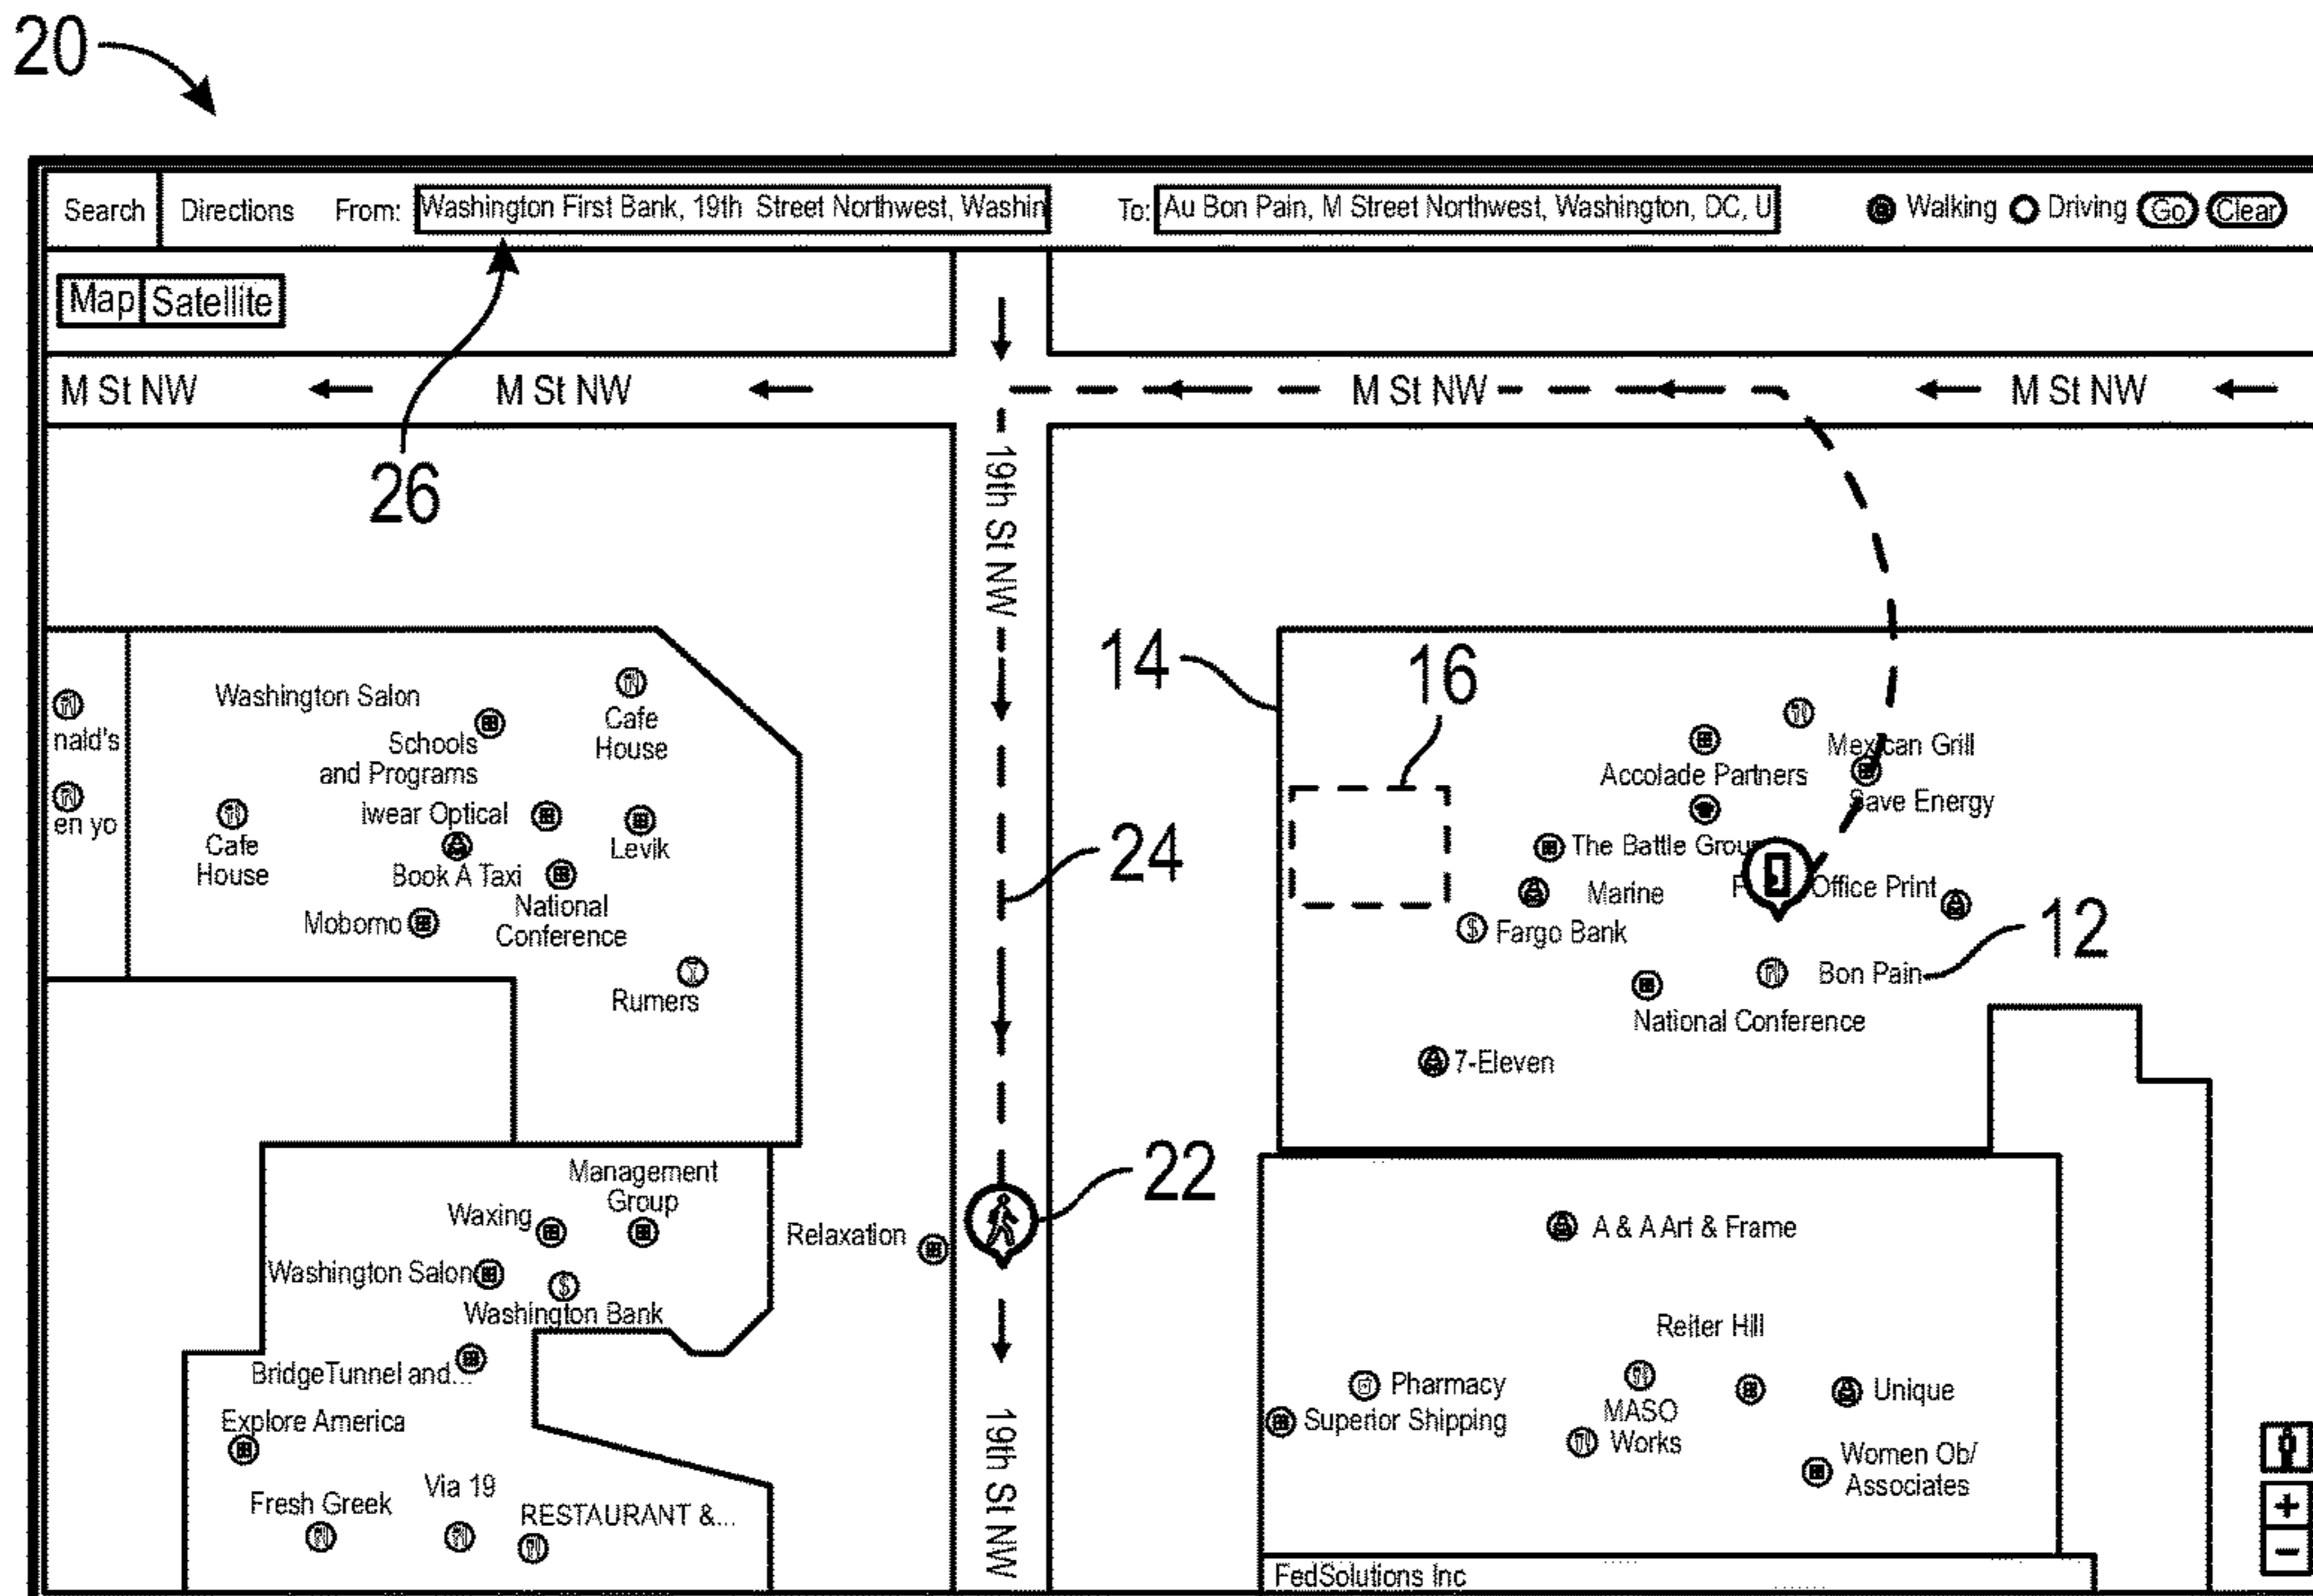 20
Search
Directions
From:
Washington First Bank, 19th Street Northwest, Washin
To:
Au Bon Pain, M Street Northwest, Washington, DC, U
Walking
Driving
Go
Clear
Map
Satellite
M St NW
M St NW
M St NW
M St NW
26
19th St NW
14
16
24
12
22
nald's
en yo
Washington Salon
Schools
and Programs
Cafe
House
Cafe
House
Iwear Optical
Levik
Book A Taxi
National
Conference
Mobomo
Rumers
Mexican Grill
Accolade Partners
Save Energy
The Battle Grou
Marine
F
Office Print
Fargo Bank
Bon Pain
National Conference
7-Eleven
Management
Group
Waxing
Relaxation
Washington Salon
Washington Bank
BridgeTunnel and...
Explore America
Fresh Greek
Via 19
RESTAURANT &...
19th St NW
A & A Art & Frame
Reiter Hill
Pharmacy
Superior Shipping
MASO
Works
Unique
Women Ob/
Associates
FedSolutions Inc
+
−